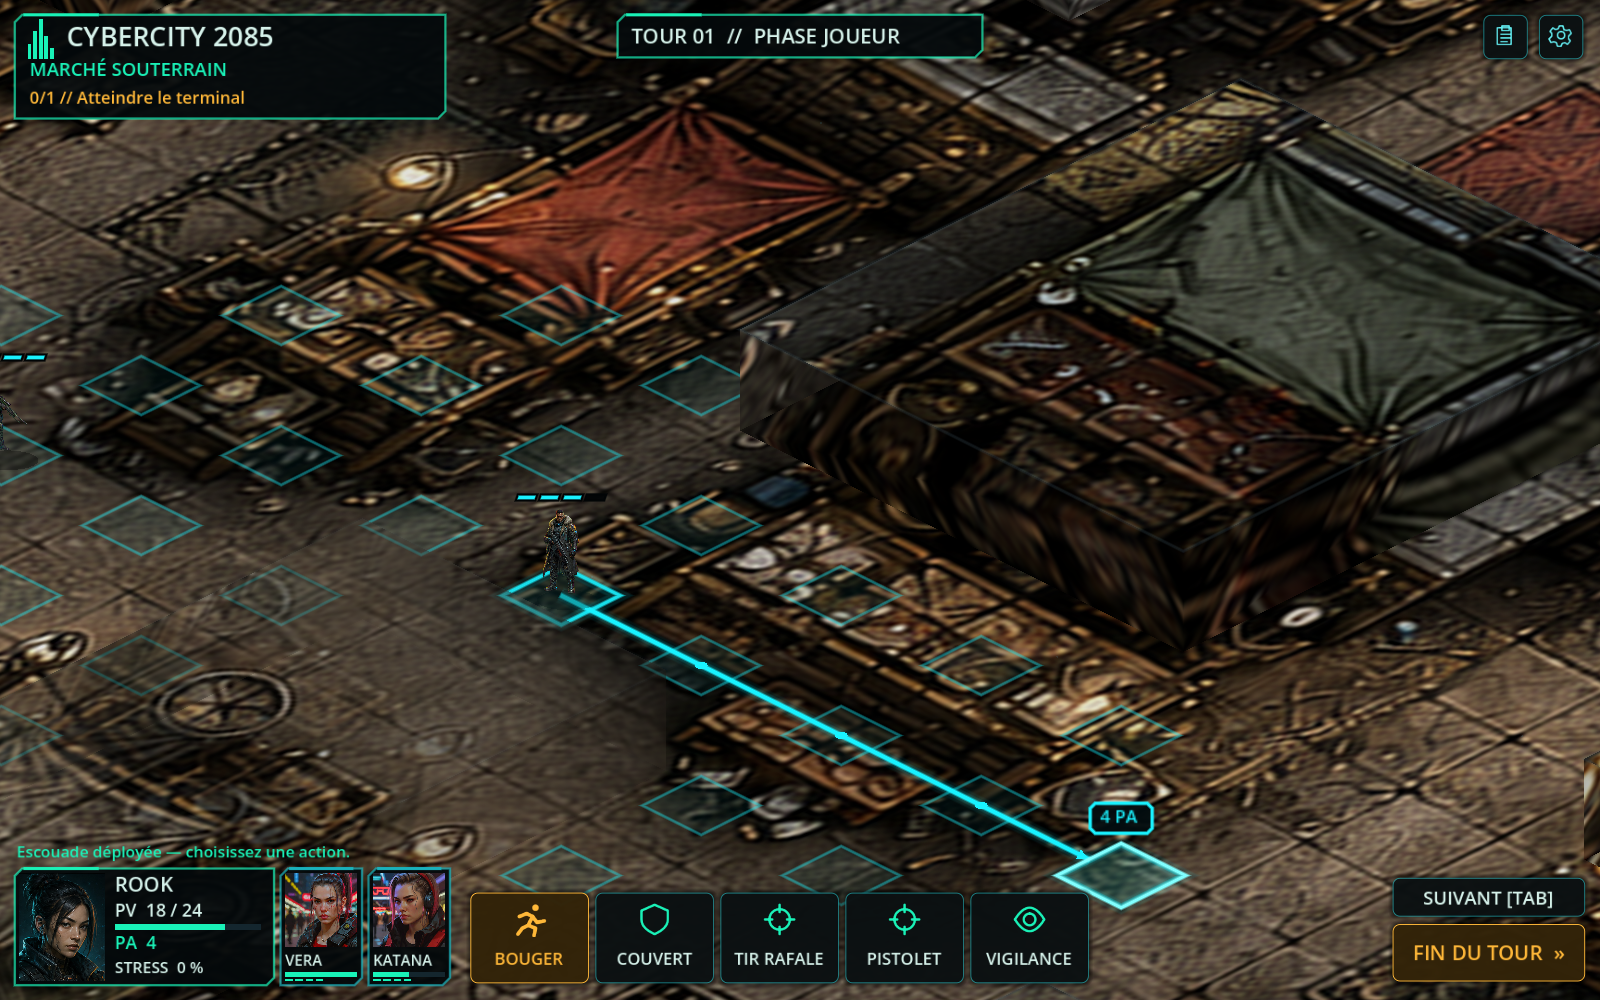 CYBERCITY 2085
MARCHÉ SOUTERRAIN
0/1 // Atteindre le terminal
TOUR 01 // PHASE JOUEUR
4 PA
Escouade déployée — choisissez une action.
ROOK
PV 18 / 24
PA 4
STRESS 0 %
VERA
KATANA
BOUGER
COUVERT
TIR RAFALE
PISTOLET
VIGILANCE
SUIVANT [TAB]
FIN DU TOUR »